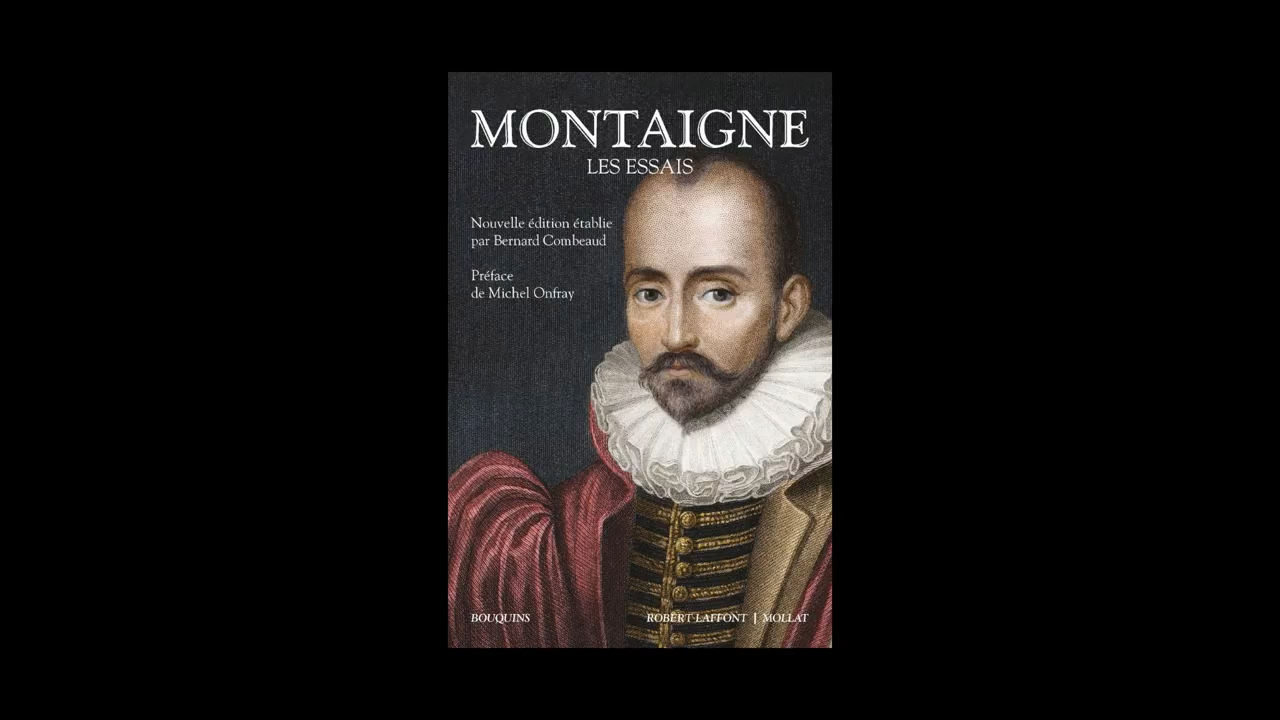 MONTAIGNE
LES ESSAIS
Nouvelle édition établie
par Bernard Combeaud
Préface
de Michel Onfray
BOUQUINS
ROBERT LAFFONT | MOLLAT